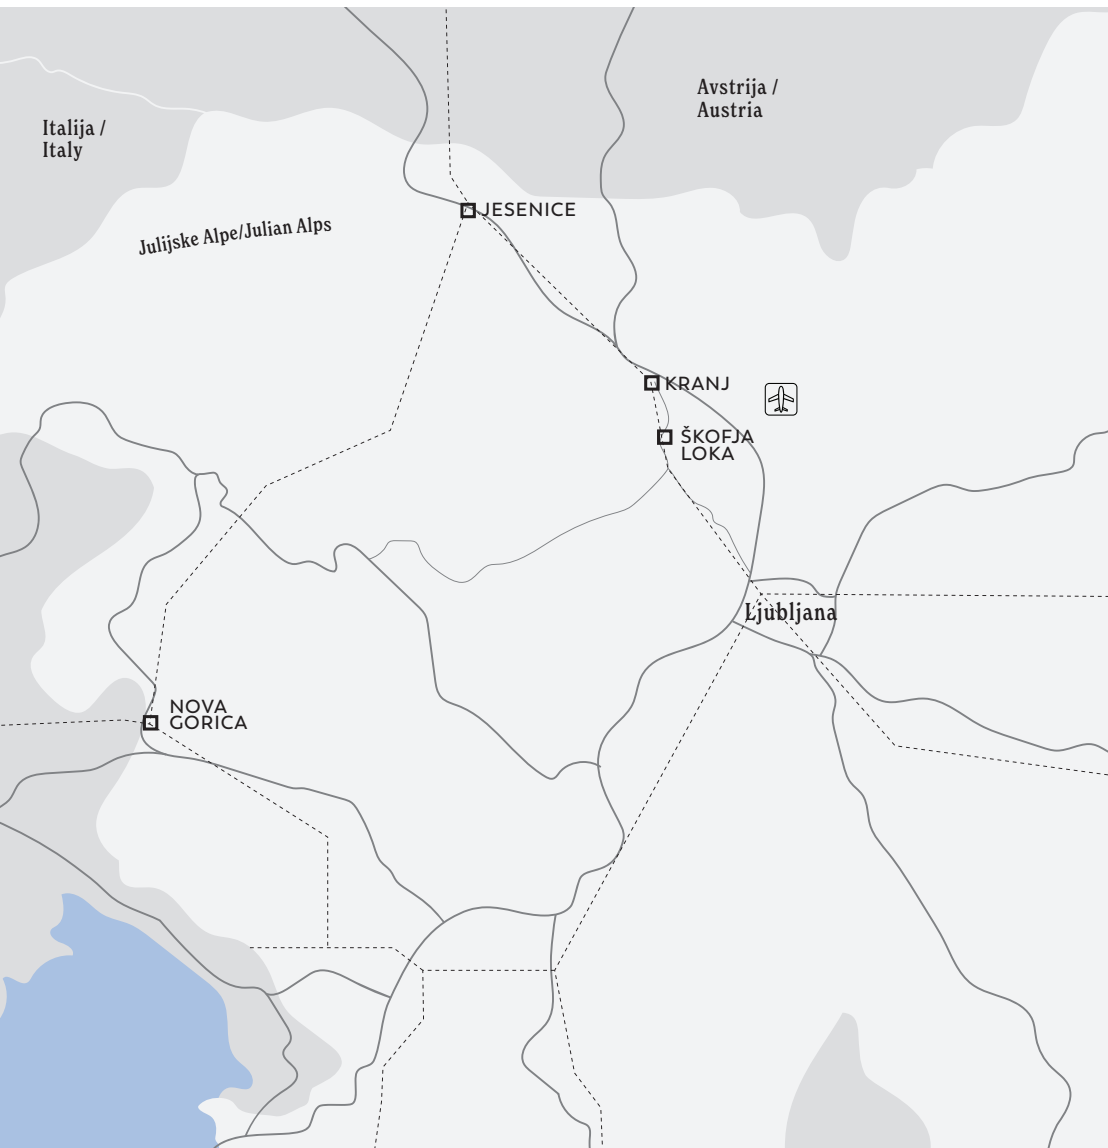 Avstrija /
Austria
Italija /
Italy
JESENICE
Julijske Alpe/Julian Alps
KRANJ
ŠKOFJA
LOKA
Ljubljana
NOVA
GORICA